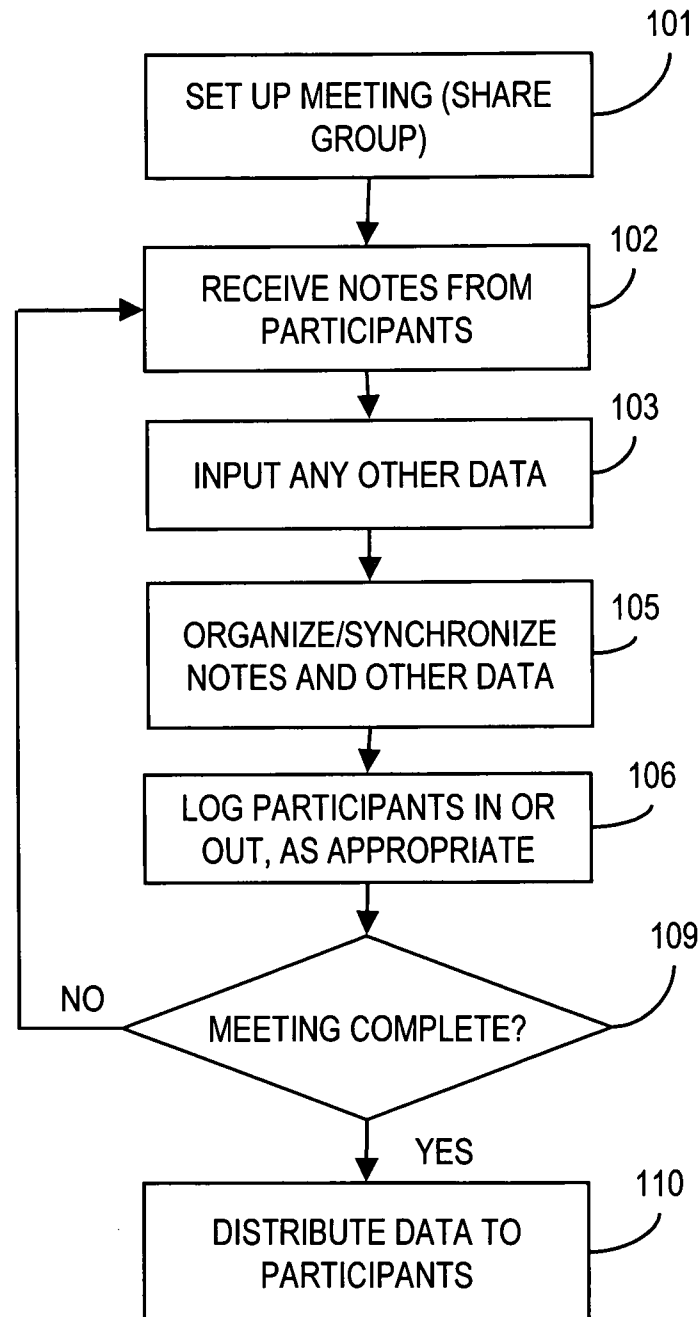 101
SET UP MEETING (SHARE
GROUP)
102
RECEIVE NOTES FROM
PARTICIPANTS
103
INPUT ANY OTHER DATA
105
ORGANIZE/SYNCHRONIZE
NOTES AND OTHER DATA
106
LOG PARTICIPANTS IN OR
OUT, AS APPROPRIATE
109
NO
MEETING COMPLETE?
YES
110
DISTRIBUTE DATA TO
PARTICIPANTS